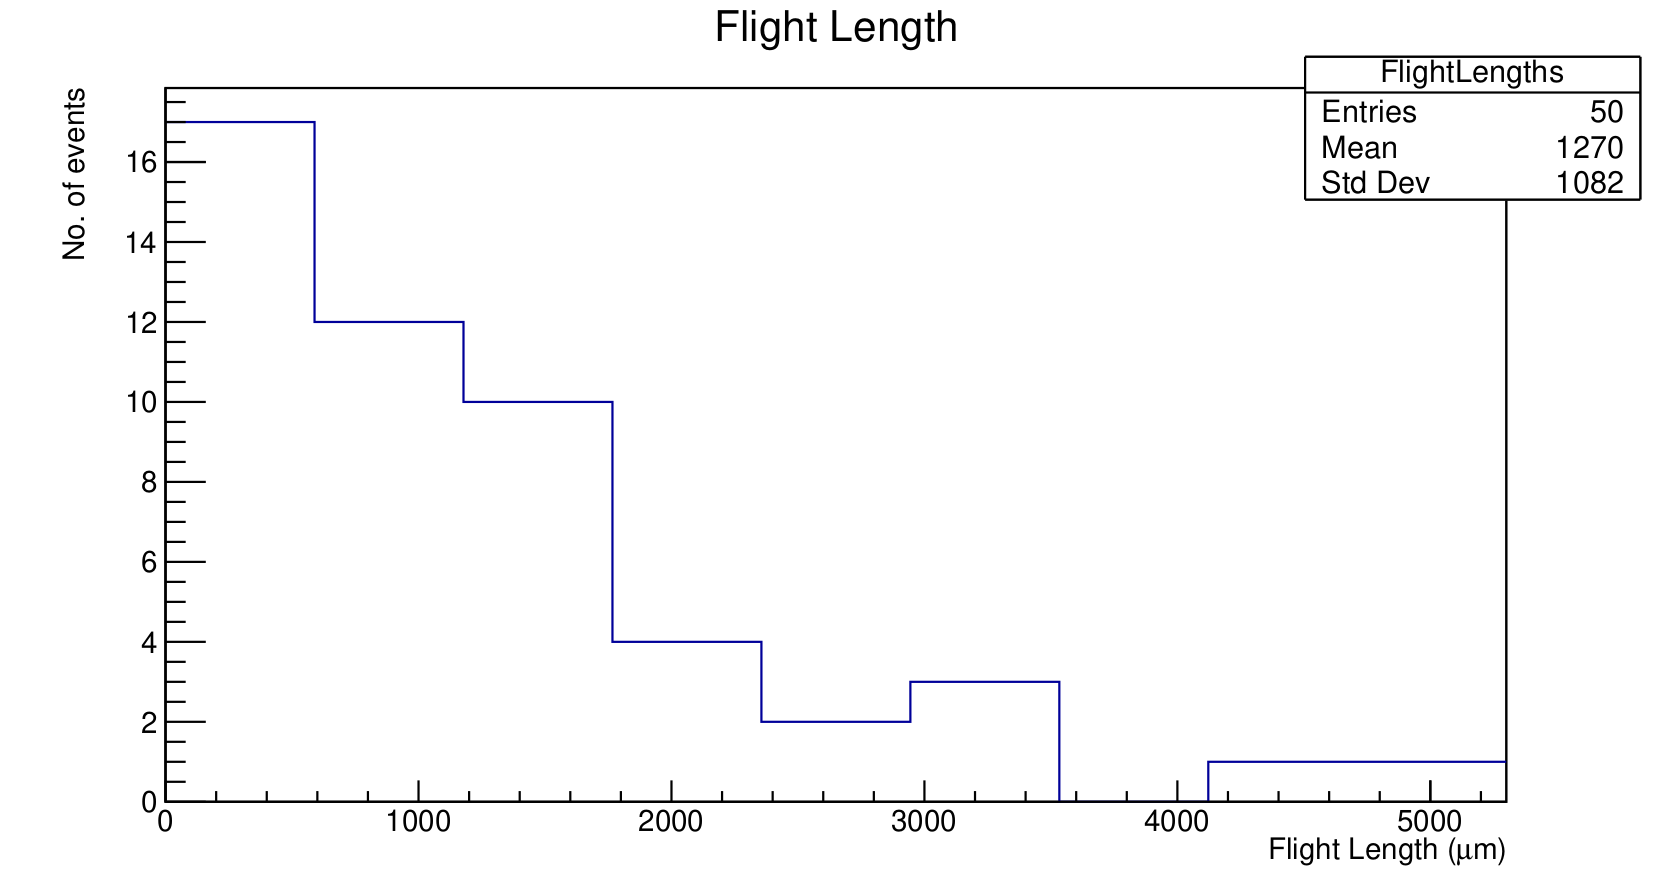 Flight Length
FlightLengths
Entries 50
Mean 1270
Std Dev 1082
No. of events
16
14
12
10
8
6
4
2
0
0 1000 2000 3000 4000 5000
Flight Length (μm)